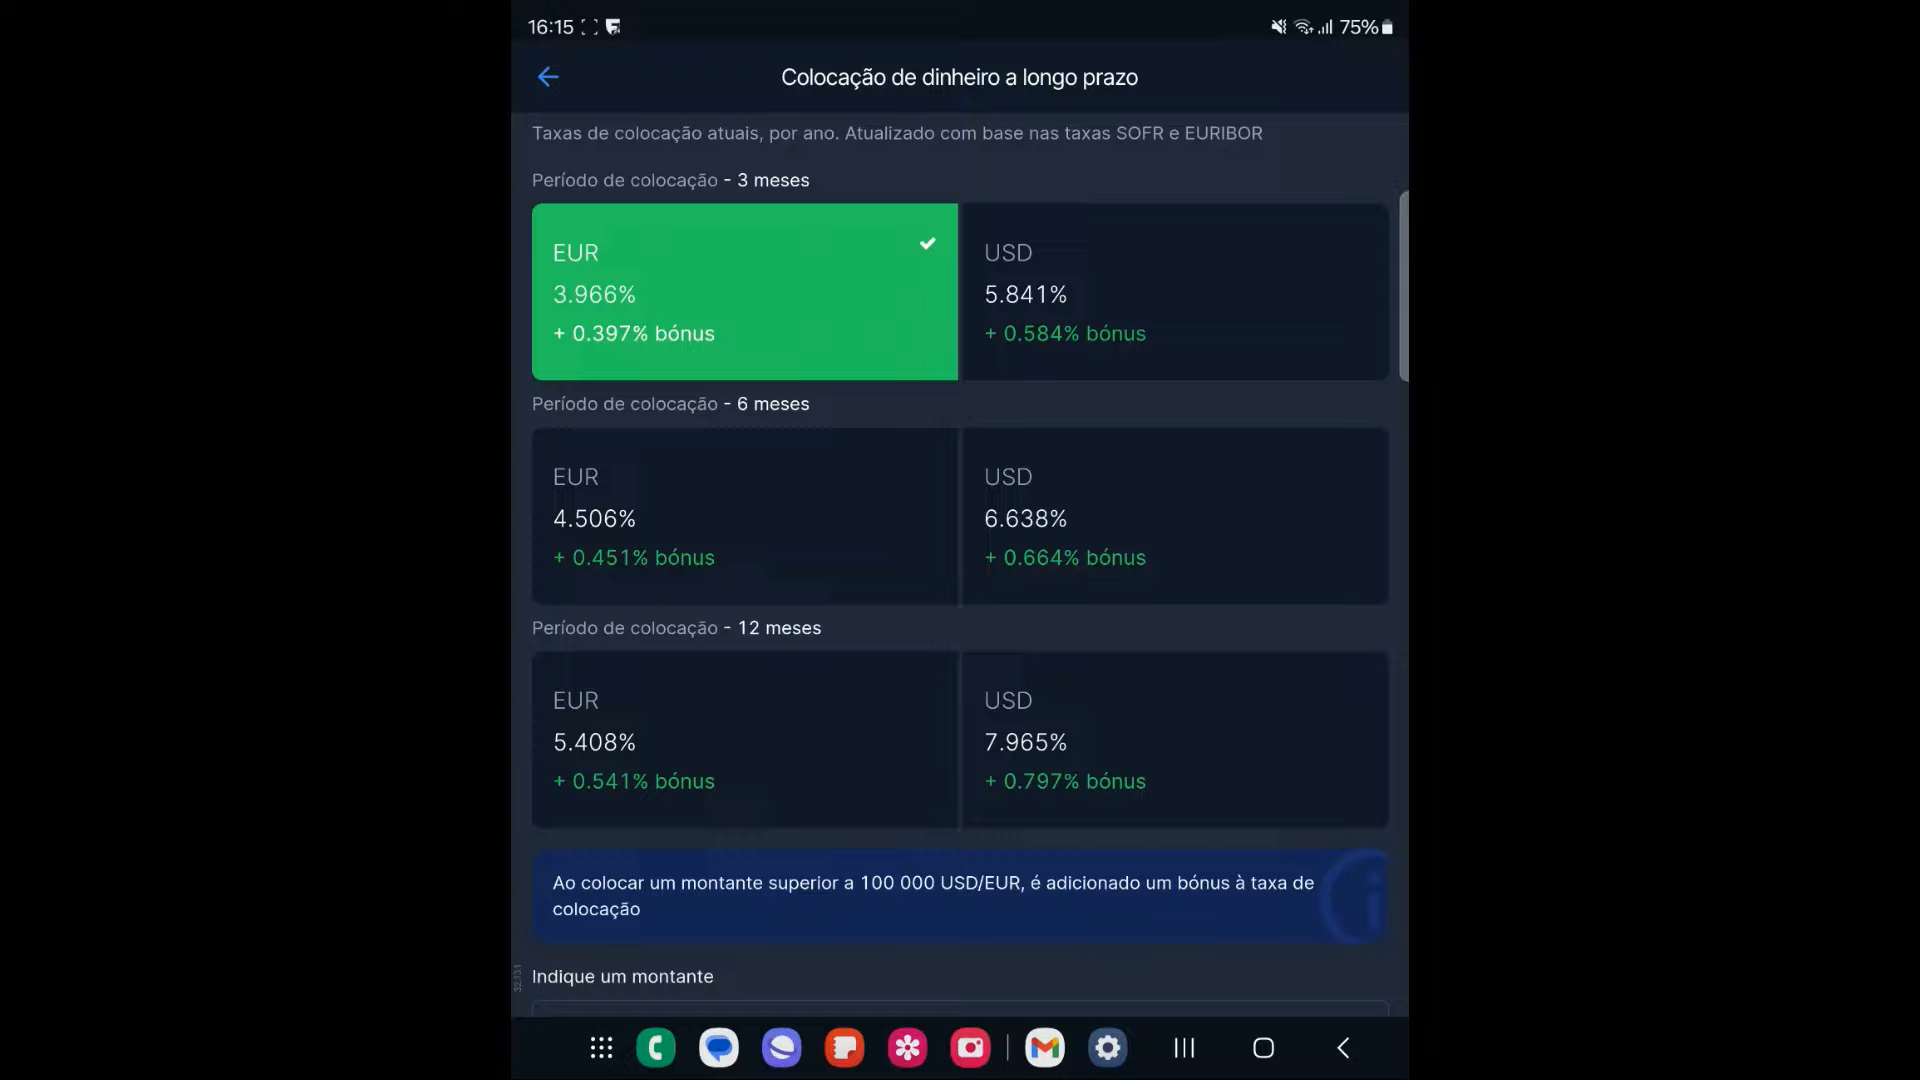 16:15
75%
Colocação de dinheiro a longo prazo
Taxas de colocação atuais, por ano. Atualizado com base nas taxas SOFR e EURIBOR
Período de colocação - 3 meses
EUR
3.966%
+ 0.397% bónus
USD
5.841%
+ 0.584% bónus
Período de colocação - 6 meses
EUR
4.506%
+ 0.451% bónus
USD
6.638%
+ 0.664% bónus
Período de colocação - 12 meses
EUR
5.408%
+ 0.541% bónus
USD
7.965%
+ 0.797% bónus
Ao colocar um montante superior a 100 000 USD/EUR, é adicionado um bónus à taxa de
colocação
Indique um montante